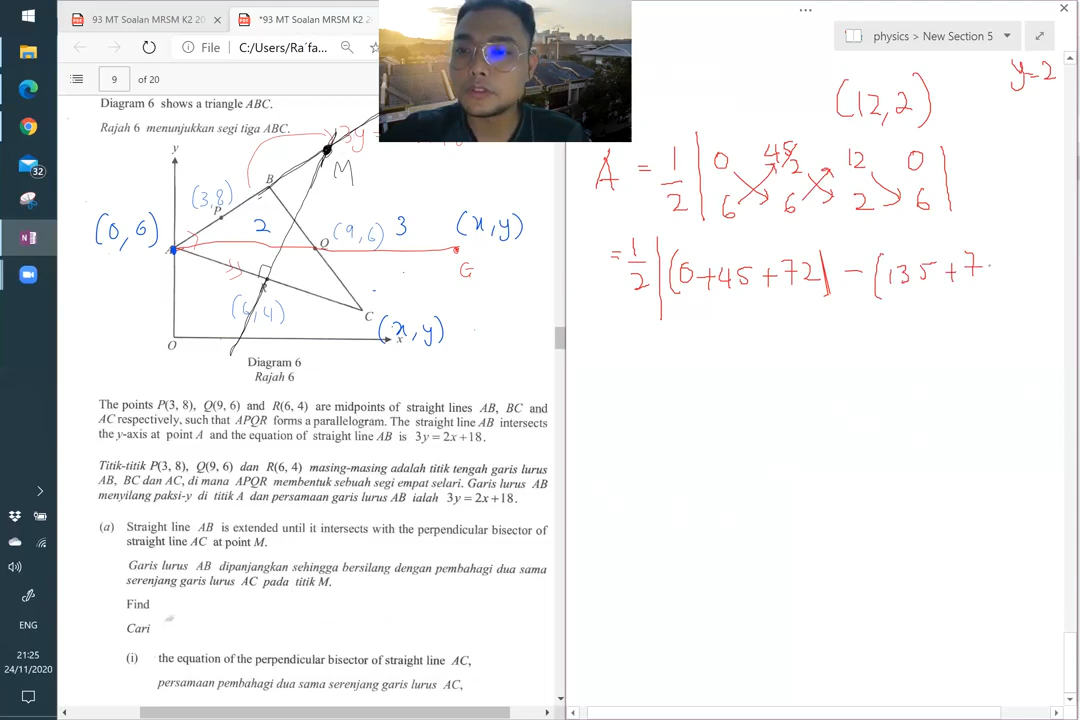 93 MT Soalan MRSM K2 20
*93 MT Soalan MRSM K2 20
File
C:/Users/Ra´fa...
9 of 20
Diagram 6 shows a triangle ABC.
Rajah 6 menunjukkan segi tiga ABC.
y
3y =
M
B
(3,8)
P
2
(9,6)
3
(x,y)
(0,6)
Q
G
R
(6,4)
C
(x,y)
O
x
Diagram 6
Rajah 6
The points P(3, 8), Q(9, 6) and R(6, 4) are midpoints of straight lines AB, BC and
AC respectively, such that APQR forms a parallelogram. The straight line AB intersects
the y-axis at point A and the equation of straight line AB is 3y = 2x+18.
Titik-titik P(3, 8), Q(9, 6) dan R(6, 4) masing-masing adalah titik tengah garis lurus
AB, BC dan AC, di mana APQR membentuk sebuah segi empat selari. Garis lurus AB
menyilang paksi-y di titik A dan persamaan garis lurus AB ialah 3y = 2x+18.
(a) Straight line AB is extended until it intersects with the perpendicular bisector of
straight line AC at point M.
Garis lurus AB dipanjangkan sehingga bersilang dengan pembahagi dua sama
serenjang garis lurus AC pada titik M.
Find
Cari
(i) the equation of the perpendicular bisector of straight line AC,
persamaan pembahagi dua sama serenjang garis lurus AC,
physics > New Section 5
y=2
(12,2)
A = 1/2 | 0 45/2 12 0 |
6 6 2 6
= 1/2 |(0+45+72) - (135+7
32
ENG
21:25
24/11/2020